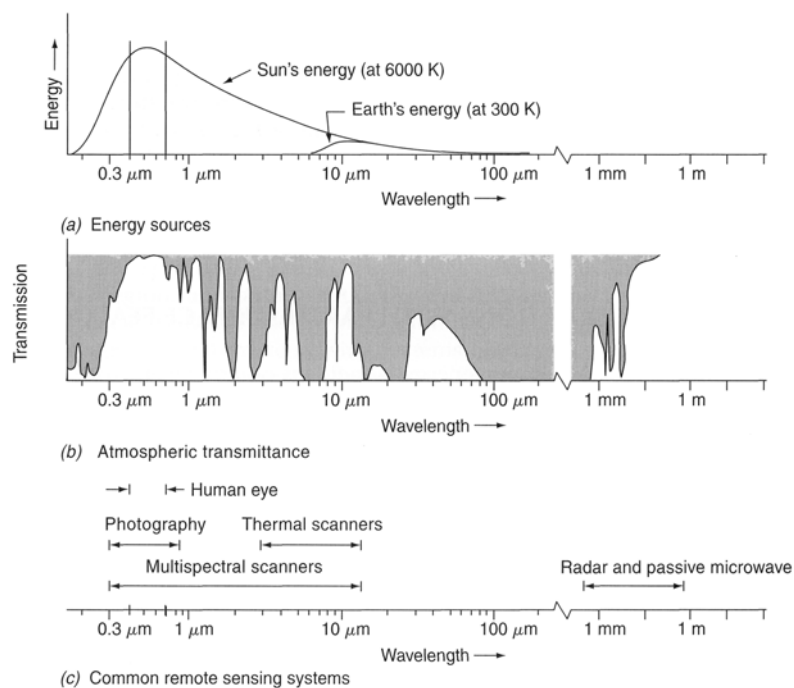 Energy
Sun's energy (at 6000 K)
Earth's energy (at 300 K)
0.3 μm 1 μm 10 μm 100 μm 1 mm 1 m
Wavelength
(a) Energy sources
Transmission
0.3 μm 1 μm 10 μm 100 μm 1 mm 1 m
Wavelength
(b) Atmospheric transmittance
Human eye
Photography Thermal scanners
Multispectral scanners Radar and passive microwave
0.3 μm 1 μm 10 μm 100 μm 1 mm 1 m
Wavelength
(c) Common remote sensing systems